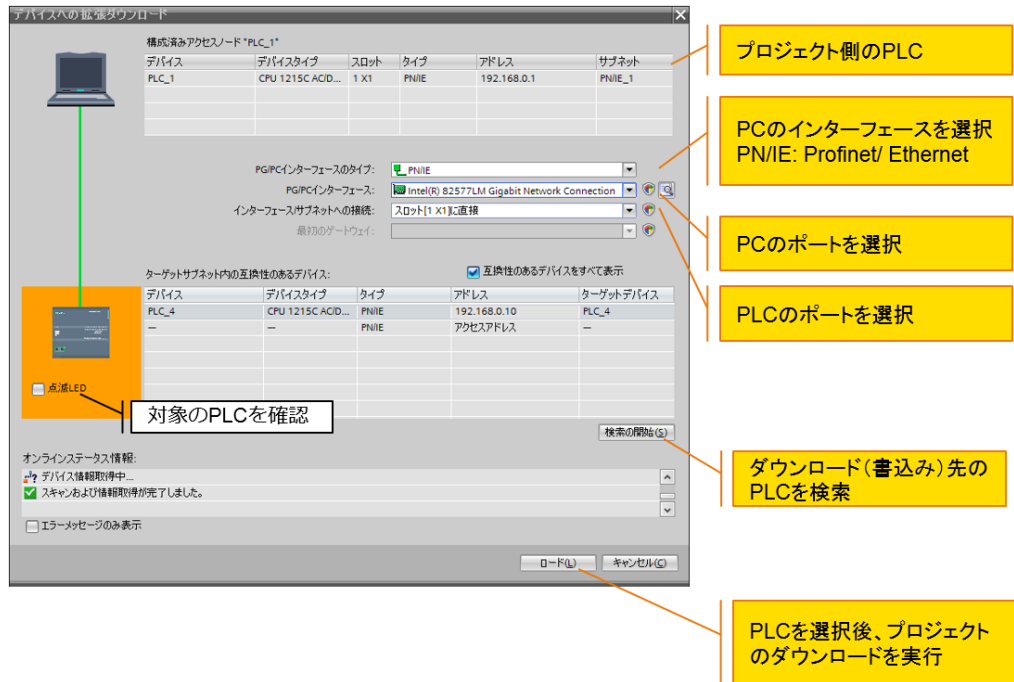 デバイスへの拡張ダウンロード
構成済みアクセスノード "PLC_1"
デバイス デバイスタイプ スロット タイプ アドレス サブネット
PLC_1 CPU 1215C AC/D... 1 X1 PN/IE 192.168.0.1 PN/IE_1
プロジェクト側のPLC
PG/PCインターフェースのタイプ: PN/IE
PG/PCインターフェース: Intel(R) 82577LM Gigabit Network Connection
インターフェース/サブネットへの接続: スロット[1 X1]に直接
最初のゲートウェイ:
PCのインターフェースを選択
PN/IE: Profinet/ Ethernet
PCのポートを選択
PLCのポートを選択
ターゲットサブネット内の互換性のあるデバイス: 互換性のあるデバイスをすべて表示
デバイス デバイスタイプ タイプ アドレス ターゲットデバイス
PLC_4 CPU 1215C AC/D... PN/IE 192.168.0.10 PLC_4
— — PN/IE アクセスアドレス —
点滅LED
対象のPLCを確認
検索の開始(S)
ダウンロード（書込み）先の
PLCを検索
オンラインステータス情報:
デバイス情報取得中...
スキャンおよび情報取得が完了しました。
エラーメッセージのみ表示
ロード(L) キャンセル(C)
PLCを選択後、プロジェクト
のダウンロードを実行